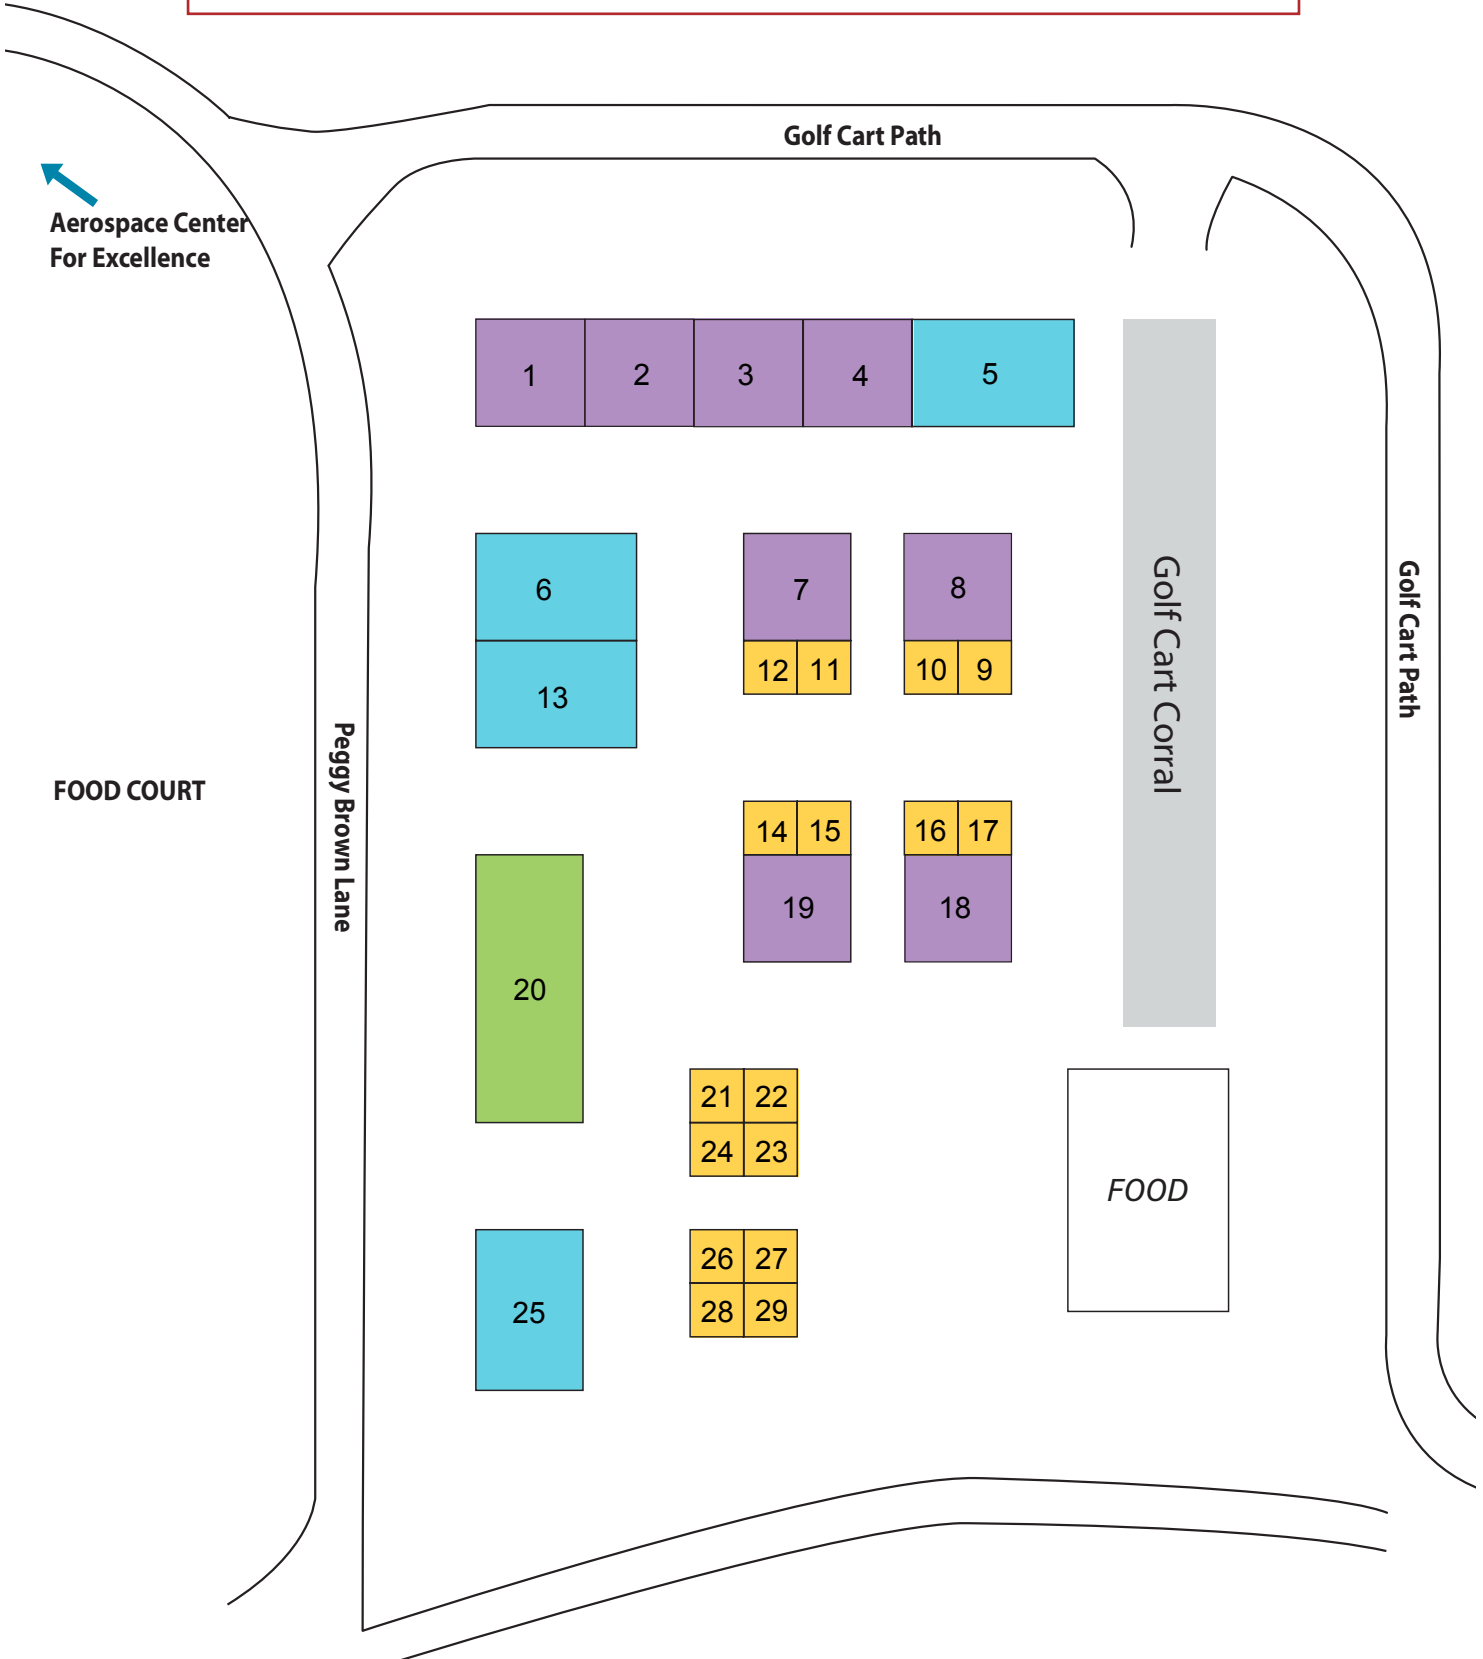 Golf Cart Path
Aerospace Center
For Excellence
1 2 3 4 5
6 7 8
12 11 10 9
13
Golf Cart Corral
Golf Cart Path
Peggy Brown Lane
FOOD COURT
14 15 16 17
19 18
20
21 22
24 23
FOOD
26 27
28 29
25